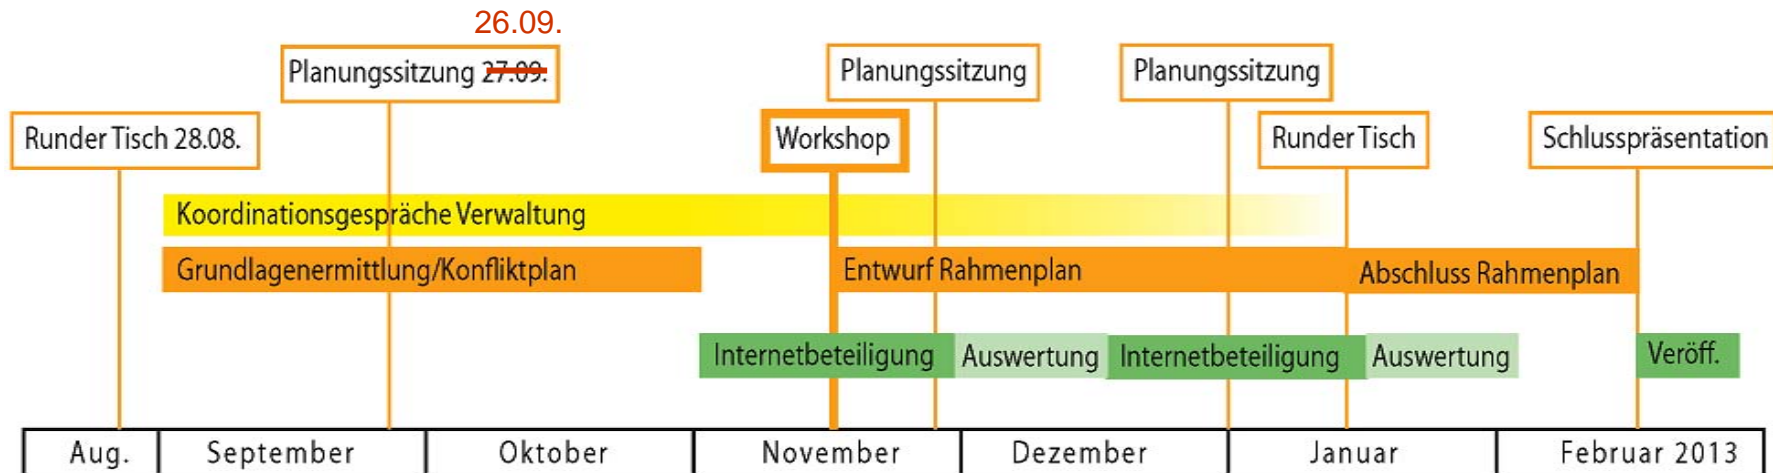 26.09.
Planungssitzung 27.09.
Planungssitzung
Planungssitzung
Runder Tisch 28.08.
Workshop
Runder Tisch
Schlusspräsentation
Koordinationsgespräche Verwaltung
Grundlagenermittlung/Konfliktplan
Entwurf Rahmenplan
Abschluss Rahmenplan
Internetbeteiligung
Auswertung
Internetbeteiligung
Auswertung
Veröff.
Aug.
September
Oktober
November
Dezember
Januar
Februar 2013